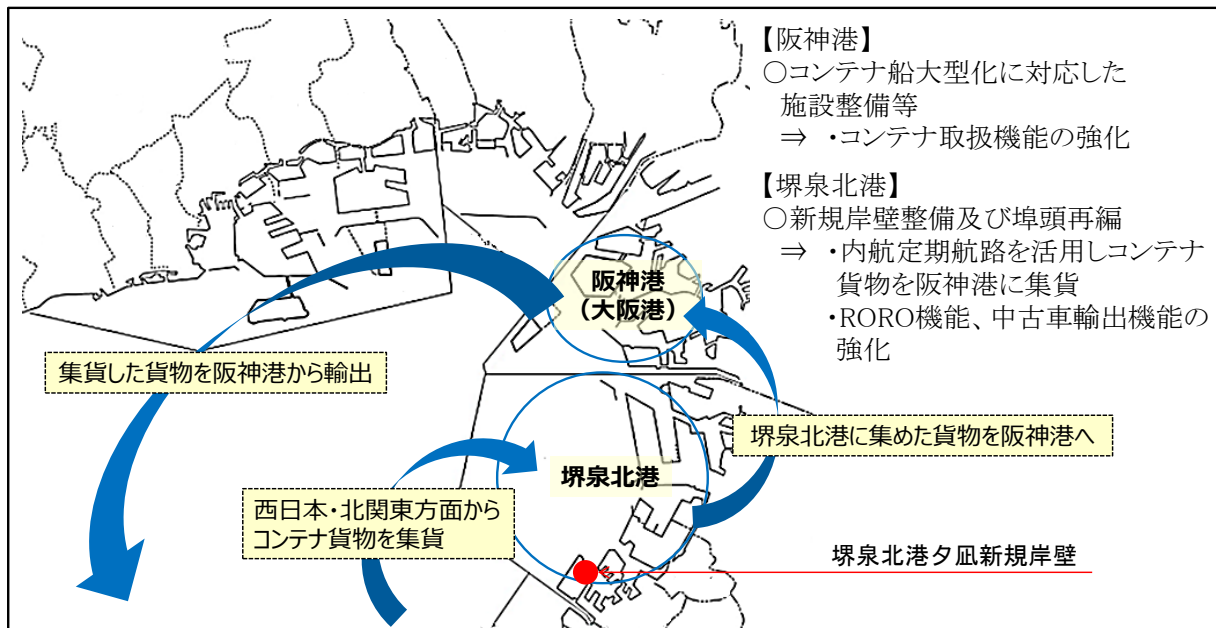 【阪神港】
○コンテナ船大型化に対応した
施設整備等
⇒ ・コンテナ取扱機能の強化
【堺泉北港】
○新規岸壁整備及び埠頭再編
⇒ ・内航定期航路を活用しコンテナ
貨物を阪神港に集貨
・RORO機能、中古車輸出機能の
強化
阪神港
（大阪港）
集貨した貨物を阪神港から輸出
堺泉北港に集めた貨物を阪神港へ
堺泉北港
西日本・北関東方面から
コンテナ貨物を集貨
堺泉北港夕凪新規岸壁